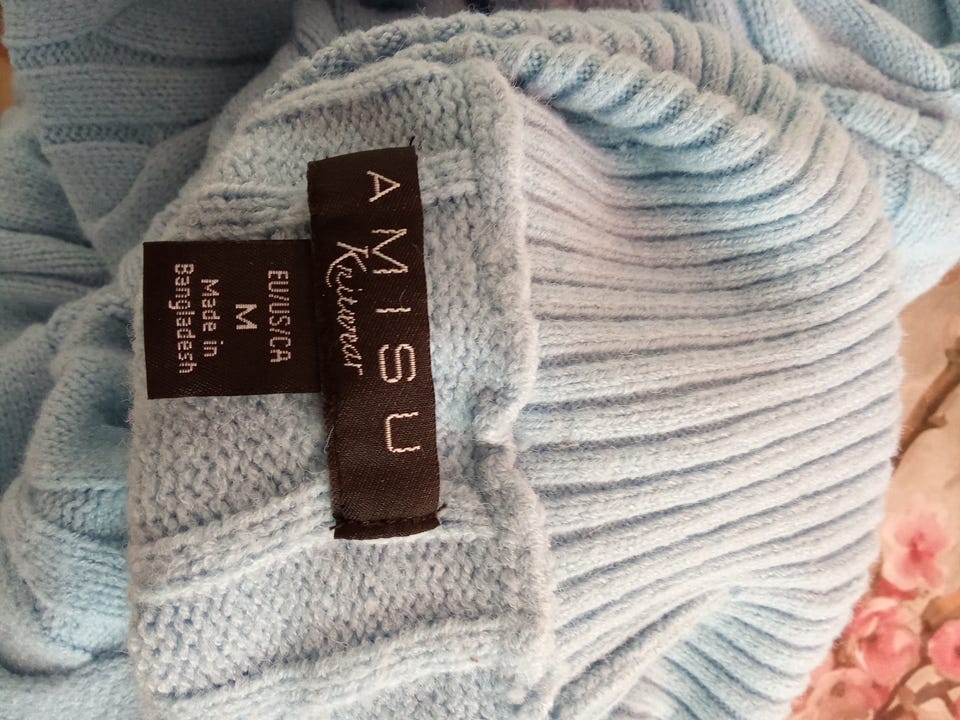 AMISU
Knitwear
EU/US/CA
M
Made in
Bangladesh